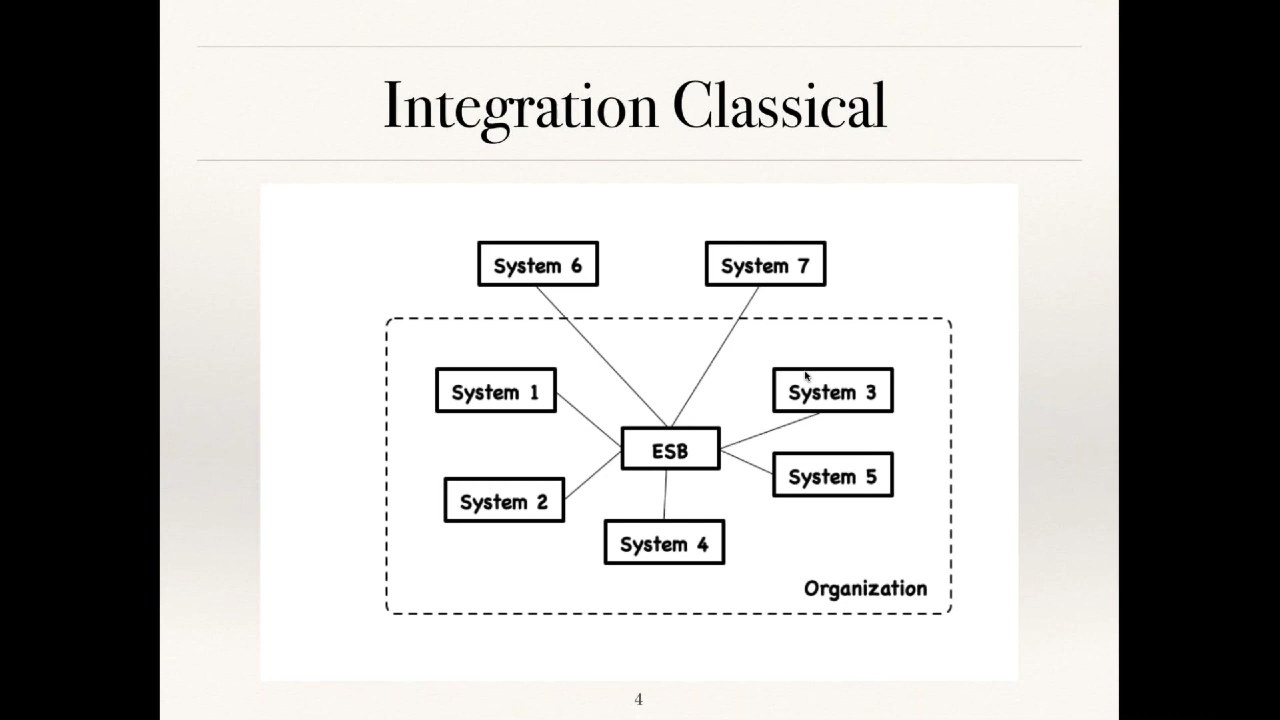 Integration Classical
System 6
System 7
System 1
System 3
ESB
System 5
System 2
System 4
Organization
4